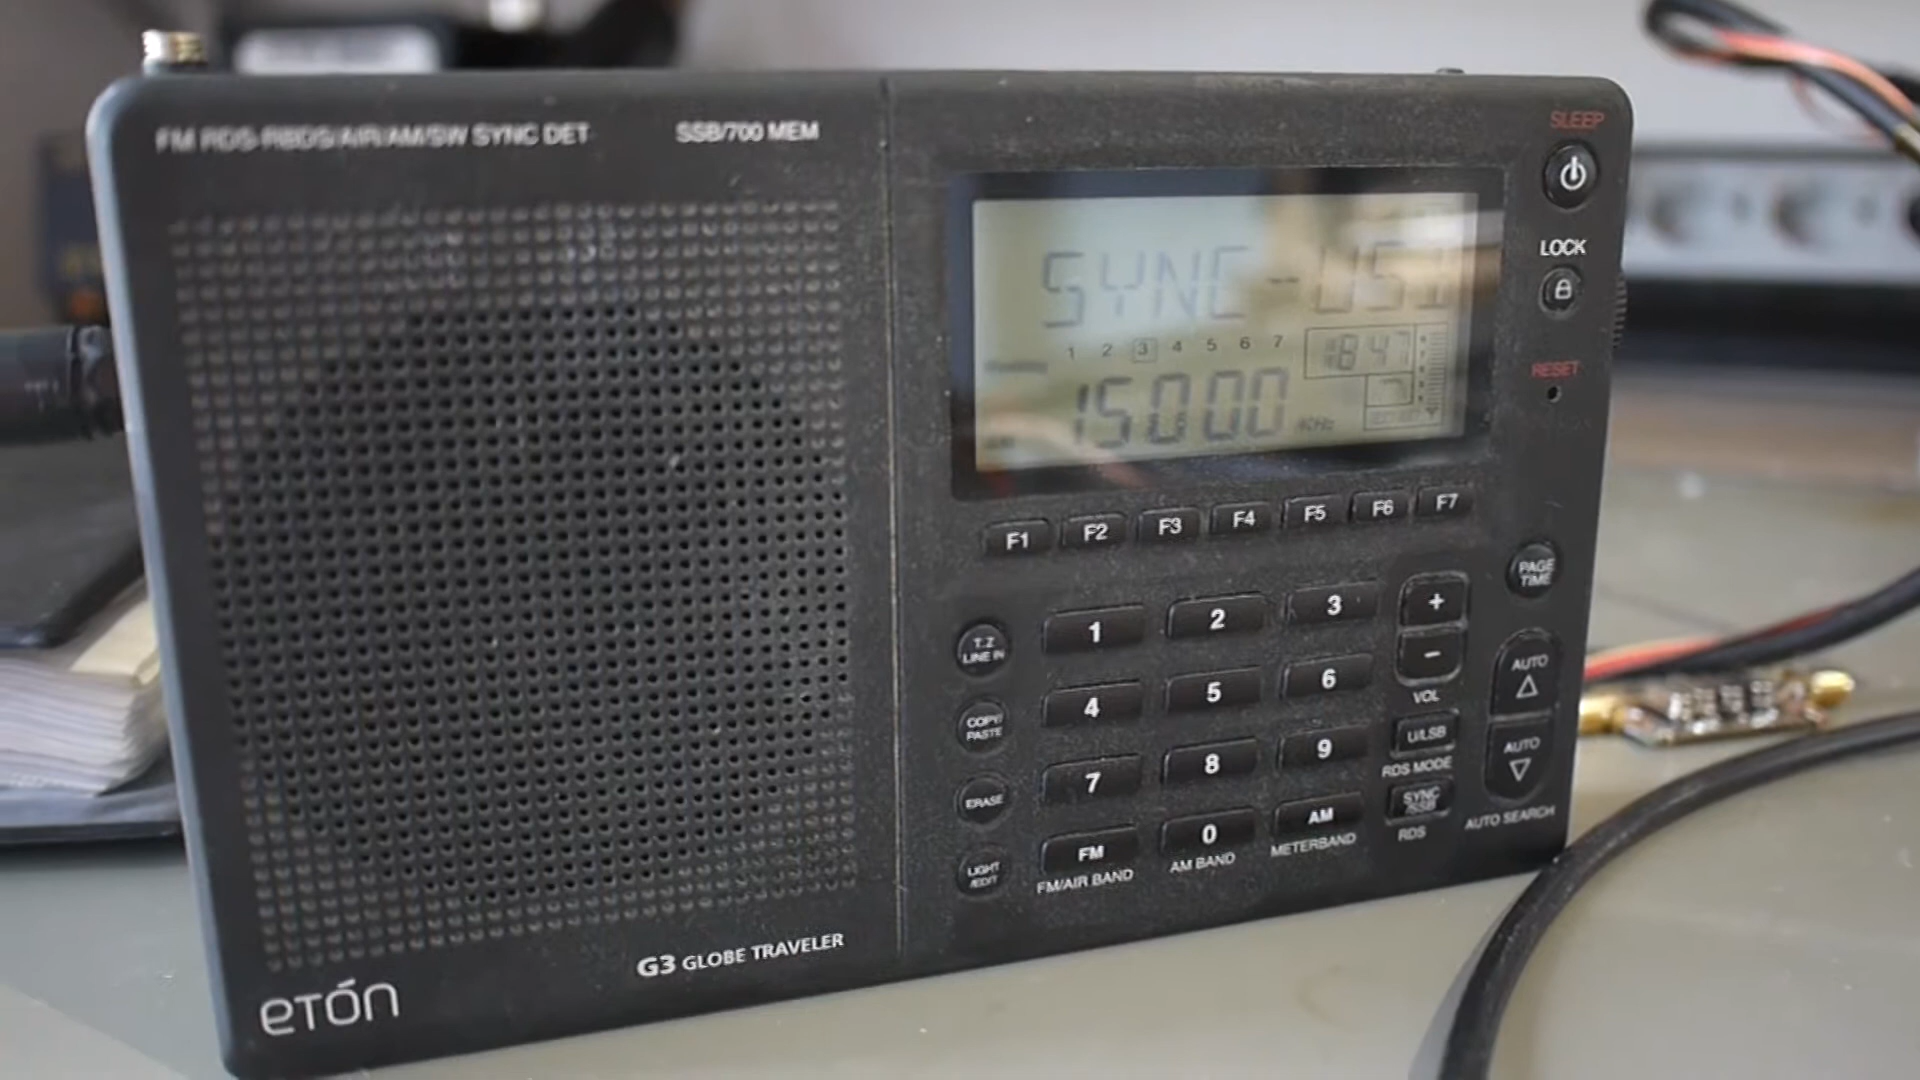 FM RDS-RBDS/AIR/AM/SW SYNC DET SSB/700 MEM
SLEEP
LOCK
SYNC-US
1 2 3 4 5 6 7
RESET
15000 KHz
F1 F2 F3 F4 F5 F6 F7
PAGE
TIME
T.Z
LINE IN
1 2 3 +
-
VOL
AUTO
COPY/
PASTE
4 5 6
U/LSB
RDS MODE
AUTO
ERASE
7 8 9
SYNC
/SSB
RDS
AUTO SEARCH
LIGHT
/EDIT
FM 0 AM
FM/AIR BAND AM BAND METERBAND
G3 GLOBE TRAVELER
etón